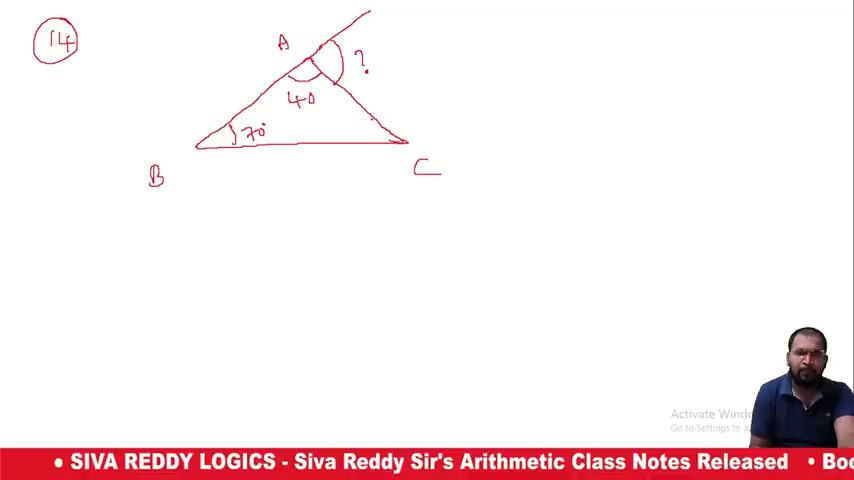 14
A
?
40
70°
B
C
Activate Windo
Go to Settings to a
• SIVA REDDY LOGICS - Siva Reddy Sir's Arithmetic Class Notes Released • Boo